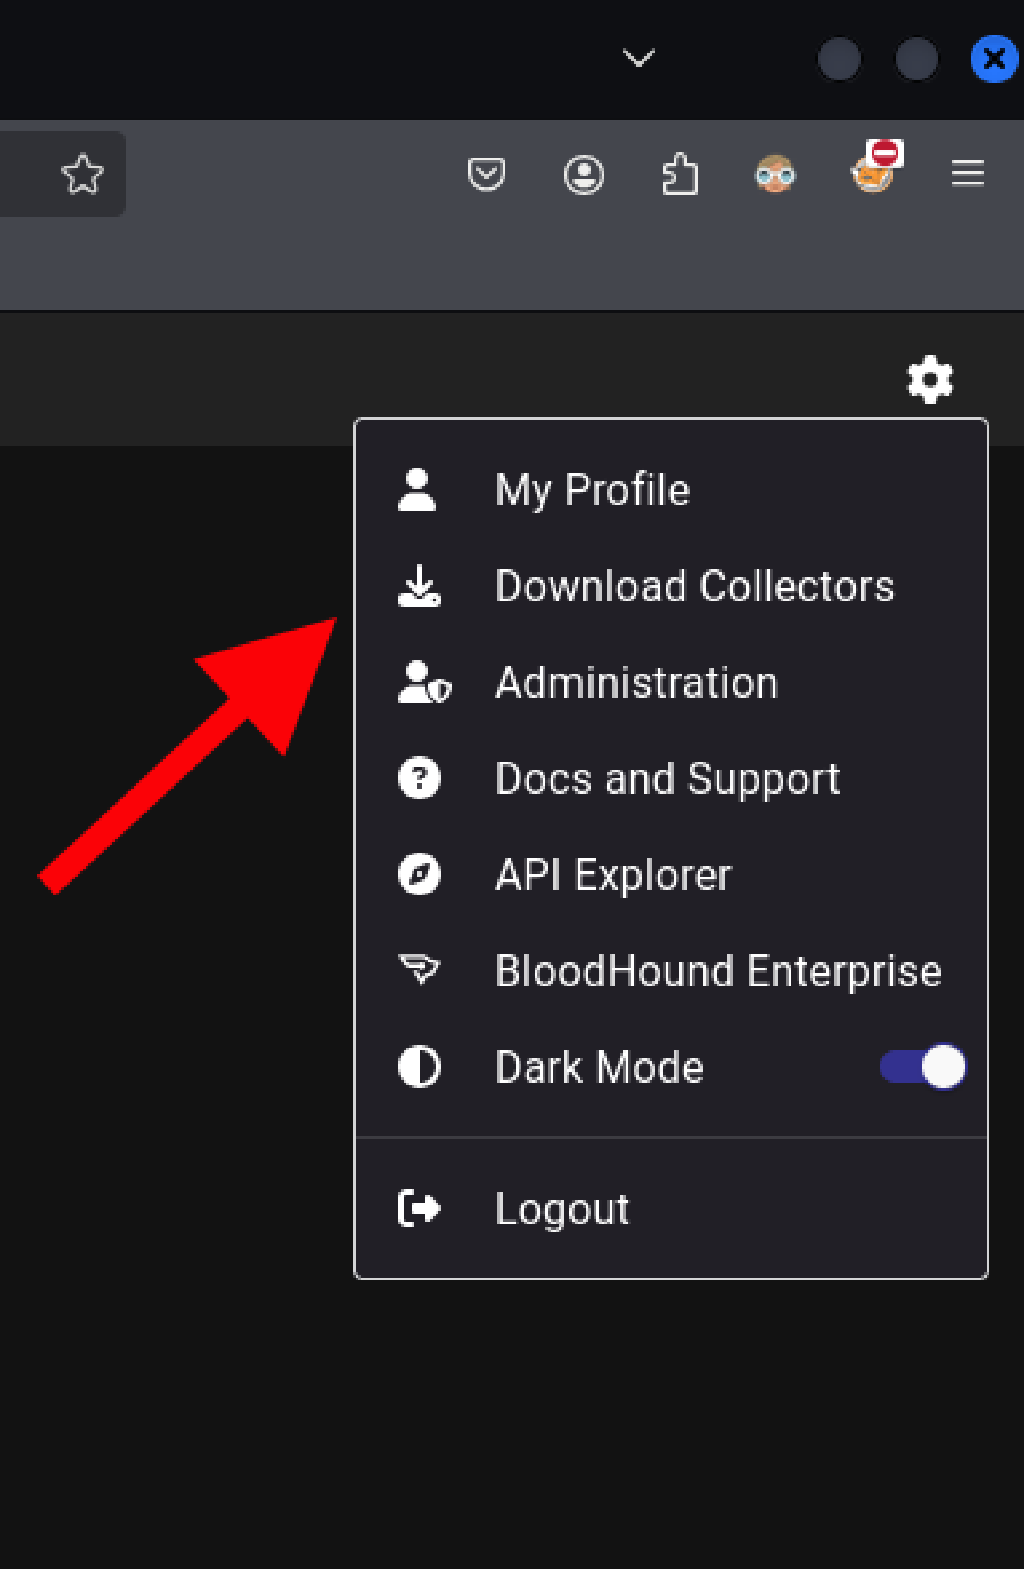 My Profile
Download Collectors
Administration
Docs and Support
API Explorer
BloodHound Enterprise
Dark Mode
Logout